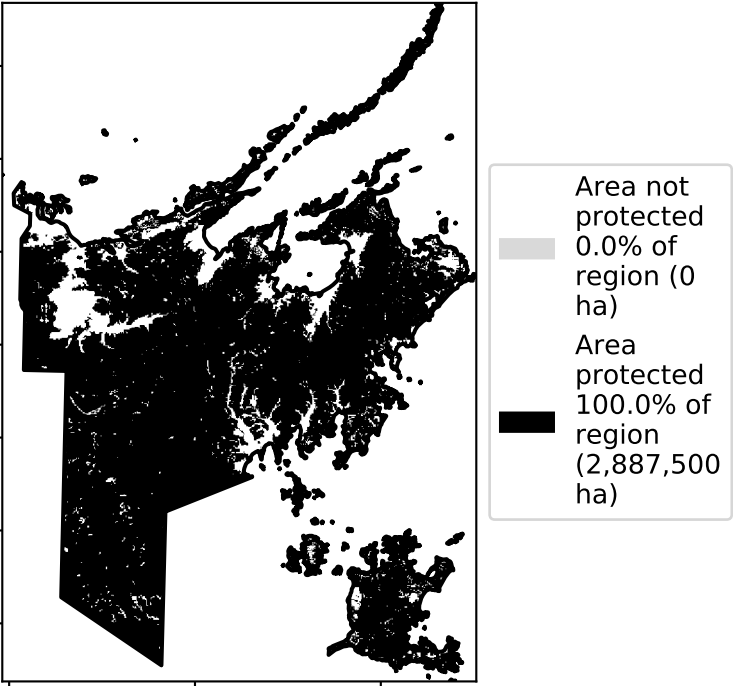 Area not
protected
0.0% of
region (0
ha)
Area
protected
100.0% of
region
(2,887,500
ha)